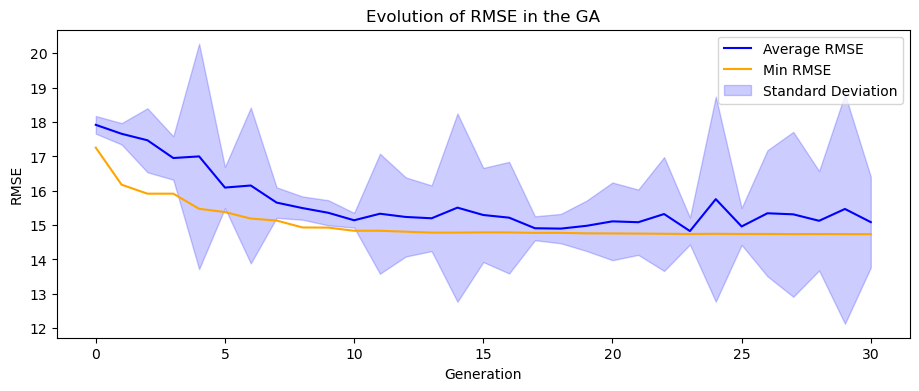 Evolution of RMSE in the GA
20
19
18
17
16
15
14
13
12
RMSE
0 5 10 15 20 25 30
Generation
Average RMSE
Min RMSE
Standard Deviation